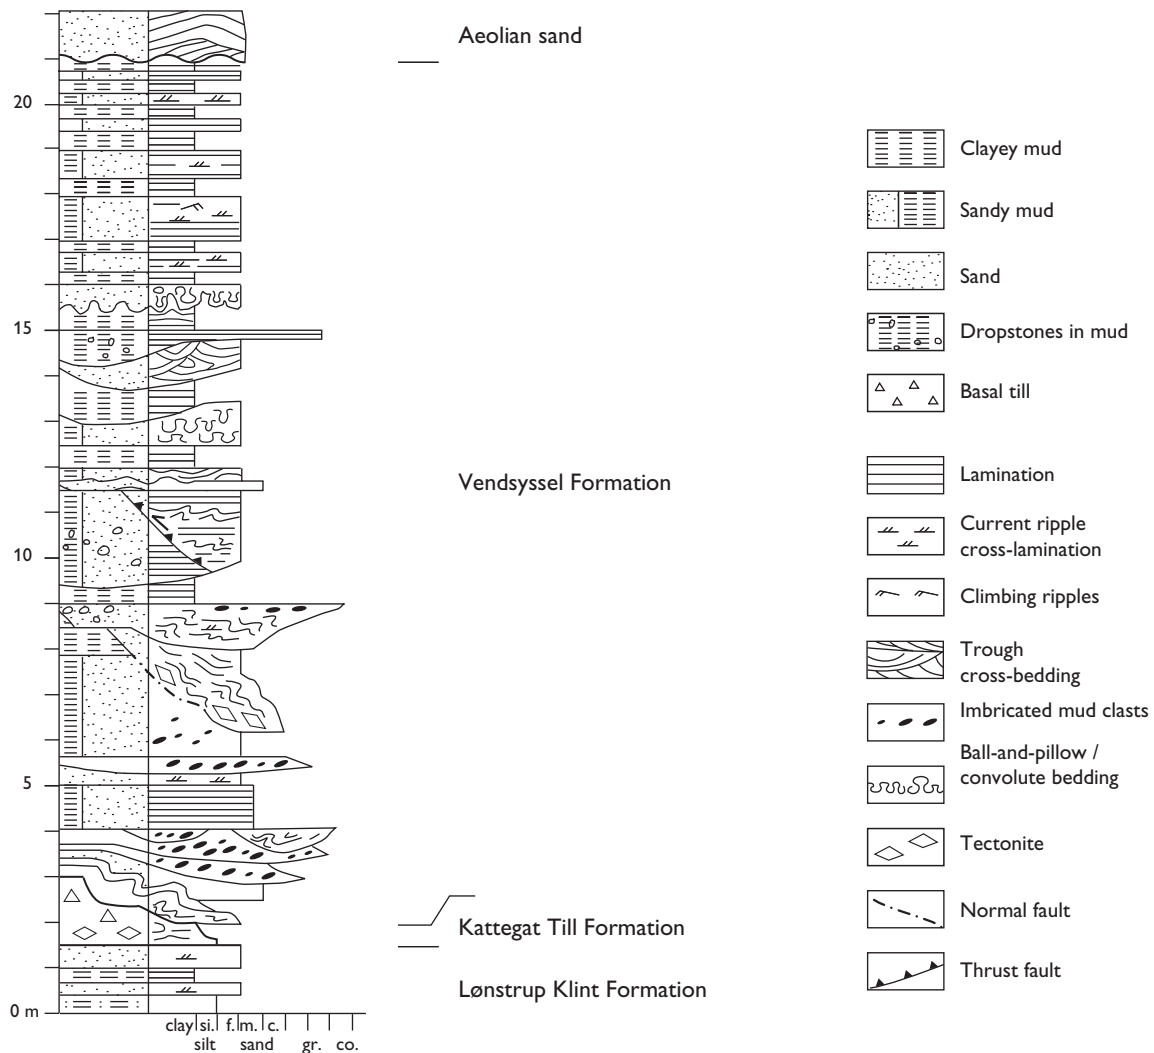 Aeolian sand
20
15
10
5
0 m
Vendsyssel Formation
Kattegat Till Formation
Lønstrup Klint Formation
clay si. f. m. c.
silt sand gr. co.
Clayey mud
Sandy mud
Sand
Dropstones in mud
Basal till
Lamination
Current ripple
cross-lamination
Climbing ripples
Trough
cross-bedding
Imbricated mud clasts
Ball-and-pillow /
convolute bedding
Tectonite
Normal fault
Thrust fault